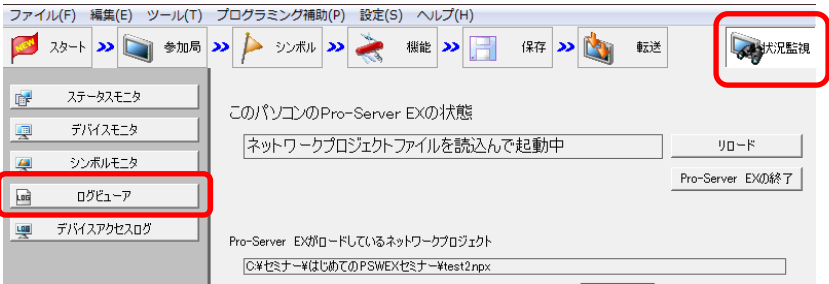 ファイル(F) 編集(E) ツール(T) プログラミング補助(P) 設定(S) ヘルプ(H)
スタート 参加局 シンボル 機能 保存 転送 状況監視
ステータスモニタ
デバイスモニタ
シンボルモニタ
ログビューア
デバイスアクセスログ
このパソコンのPro-Server EXの状態
ネットワークプロジェクトファイルを読込んで起動中
リロード
Pro-Server EXの終了
Pro-Server EXがロードしているネットワークプロジェクト
C:¥セミナー¥はじめてのPSWEXセミナー¥test2.npx